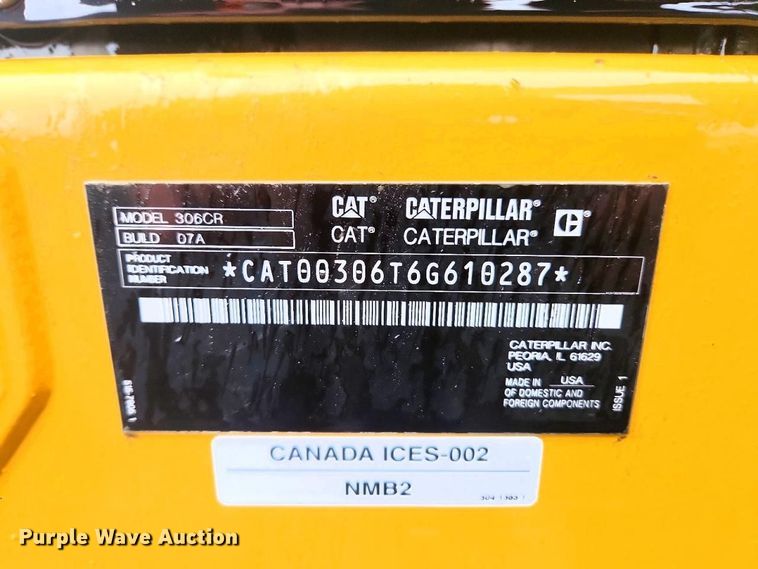 MODEL 306CR
BUILD 07A
CAT® CATERPILLAR®
CAT® CATERPILLAR®
C
PRODUCT
IDENTIFICATION
NUMBER
*CAT00306T6G610287*
CATERPILLAR INC.
PEORIA, IL 61629
USA
MADE IN USA
OF DOMESTIC AND
FOREIGN COMPONENTS
ISSUE 1
CANADA ICES-002
NMB2
Purple Wave Auction